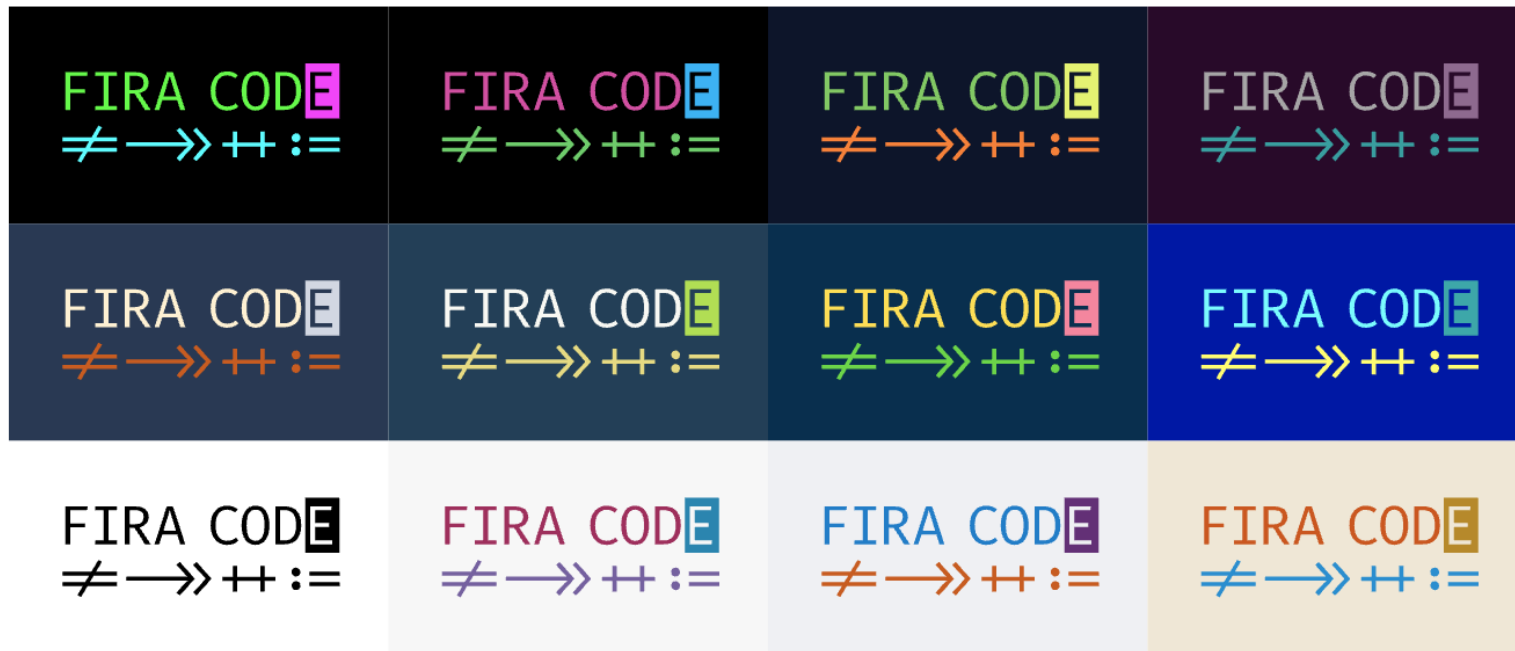 FIRA CODE
≠ ⟶» ++ :=
FIRA CODE
≠ ⟶» ++ :=
FIRA CODE
≠ ⟶» ++ :=
FIRA CODE
≠ ⟶» ++ :=
FIRA CODE
≠ ⟶» ++ :=
FIRA CODE
≠ ⟶» ++ :=
FIRA CODE
≠ ⟶» ++ :=
FIRA CODE
≠ ⟶» ++ :=
FIRA CODE
≠ ⟶» ++ :=
FIRA CODE
≠ ⟶» ++ :=
FIRA CODE
≠ ⟶» ++ :=
FIRA CODE
≠ ⟶» ++ :=